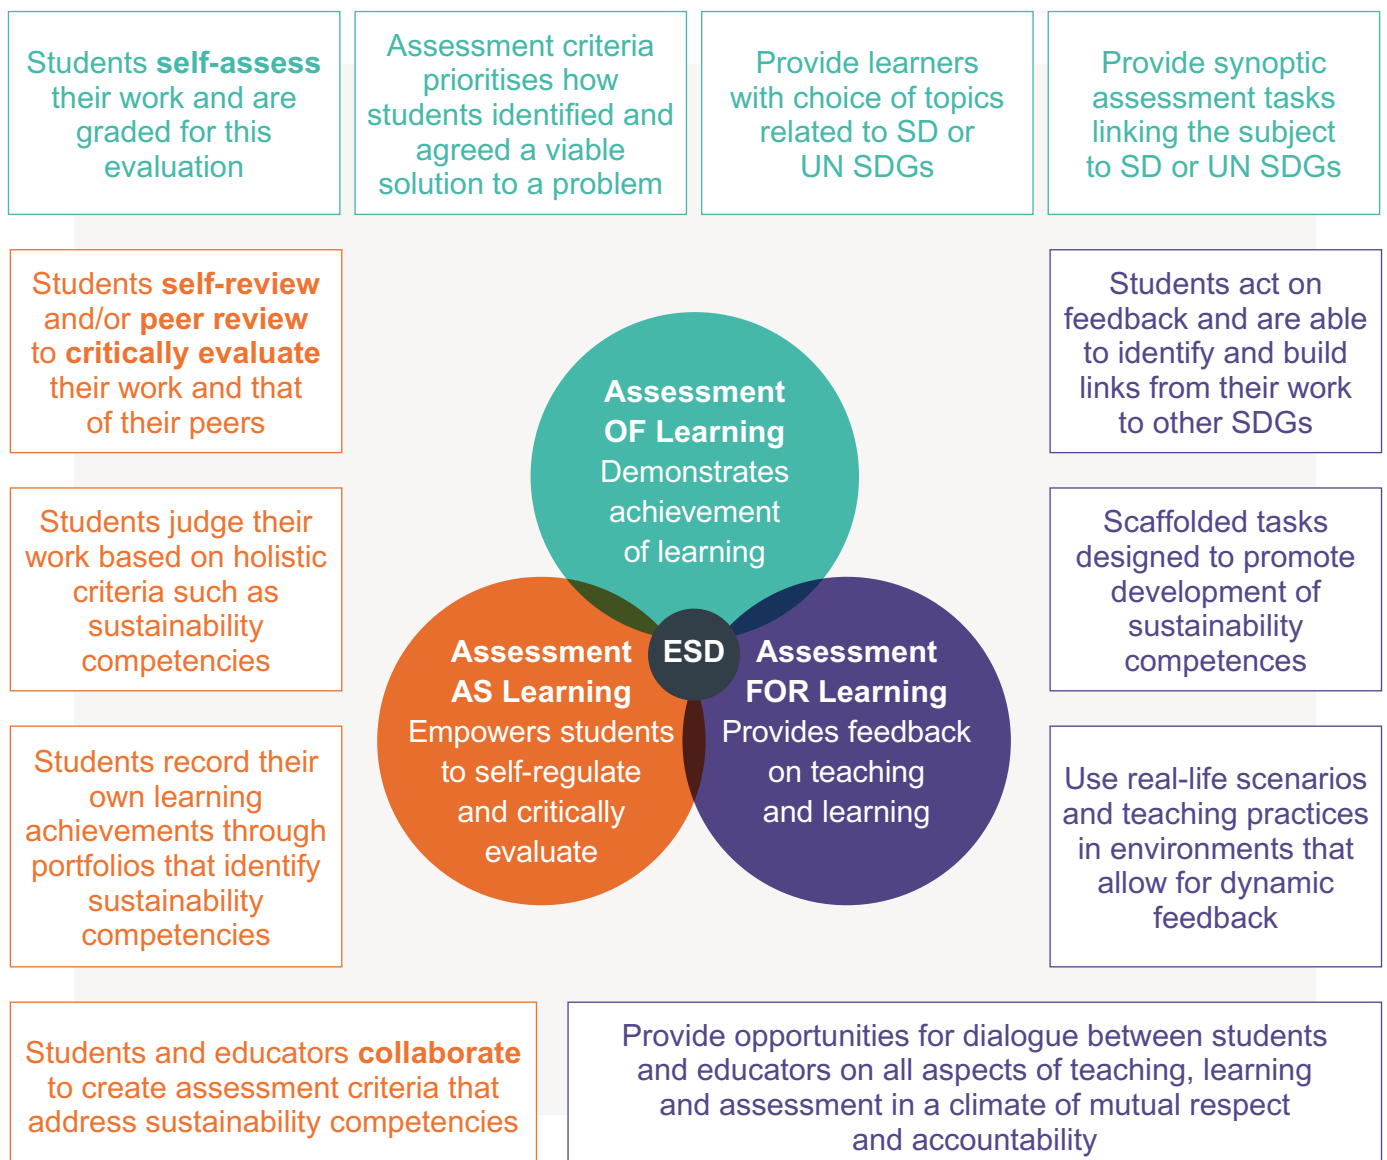 Students self-assess
their work and are
graded for this
evaluation
Assessment criteria
prioritises how
students identified and
agreed a viable
solution to a problem
Provide learners
with choice of topics
related to SD or
UN SDGs
Provide synoptic
assessment tasks
linking the subject
to SD or UN SDGs
Students self-review
and/or peer review
to critically evaluate
their work and that
of their peers
Students act on
feedback and are able
to identify and build
links from their work
to other SDGs
Assessment
OF Learning
Demonstrates
achievement
of learning
Students judge their
work based on holistic
criteria such as
sustainability
competencies
Scaffolded tasks
designed to promote
development of
sustainability
competences
Assessment
AS Learning
Empowers students
to self-regulate
and critically
evaluate
ESD
Assessment
FOR Learning
Provides feedback
on teaching
and learning
Students record their
own learning
achievements through
portfolios that identify
sustainability
competencies
Use real-life scenarios
and teaching practices
in environments that
allow for dynamic
feedback
Students and educators collaborate
to create assessment criteria that
address sustainability competencies
Provide opportunities for dialogue between students
and educators on all aspects of teaching, learning
and assessment in a climate of mutual respect
and accountability